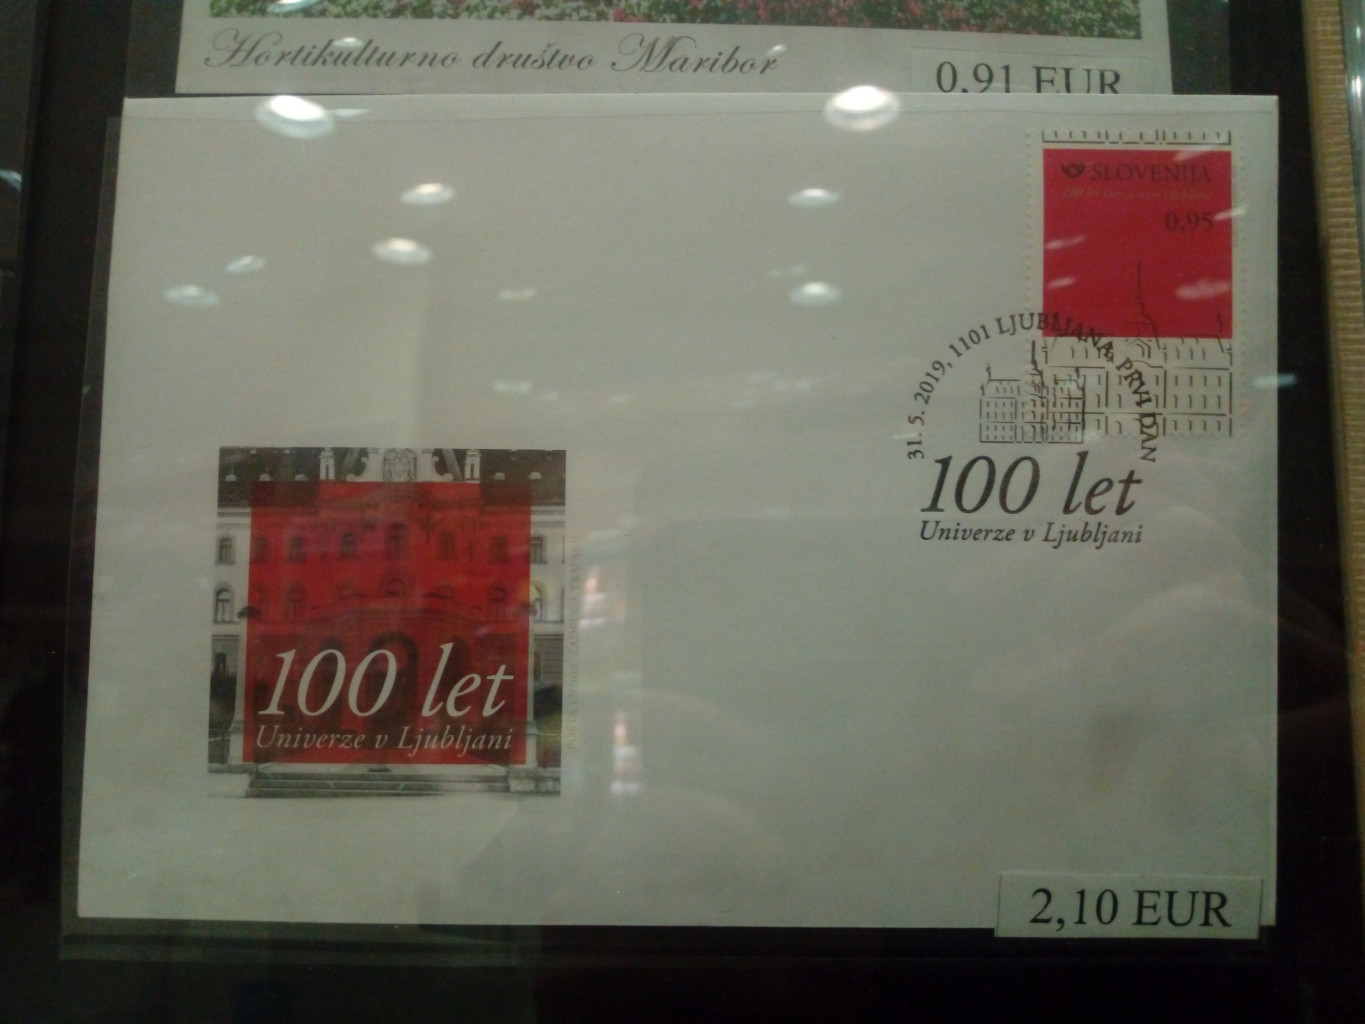 Hortikulturno društvo Maribor
0,91 EUR
SLOVENIJA
0,95
31. 5. 2019, 1101 LJUBLJANA, PRVI DAN
100 let
Univerze v Ljubljani
100 let
Univerze v Ljubljani
2,10 EUR